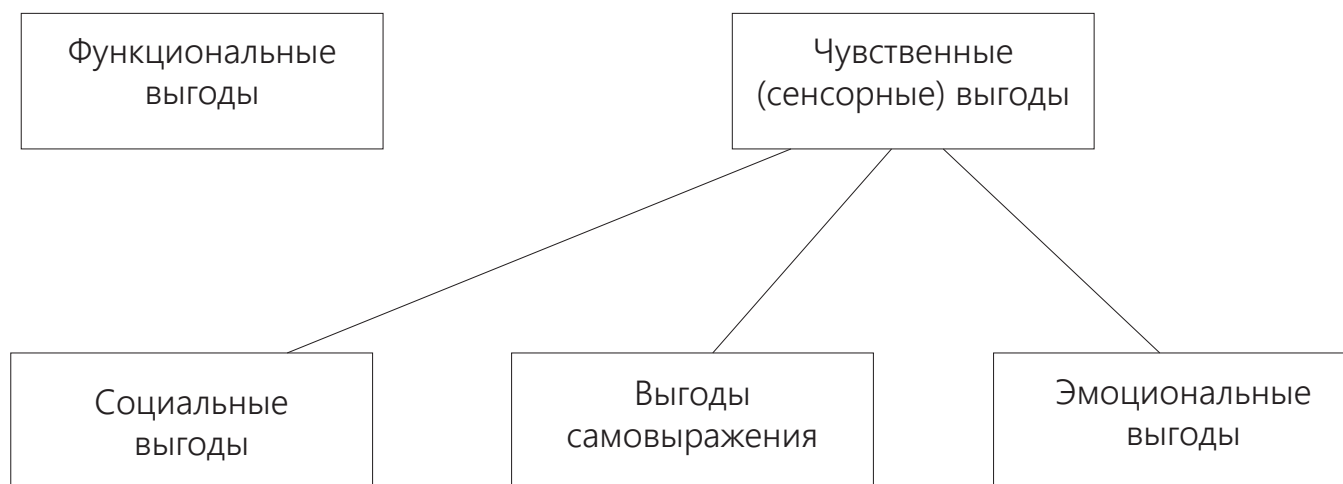 Функциональные
выгоды
Чувственные
(сенсорные) выгоды
Социальные
выгоды
Выгоды
самовыражения
Эмоциональные
выгоды